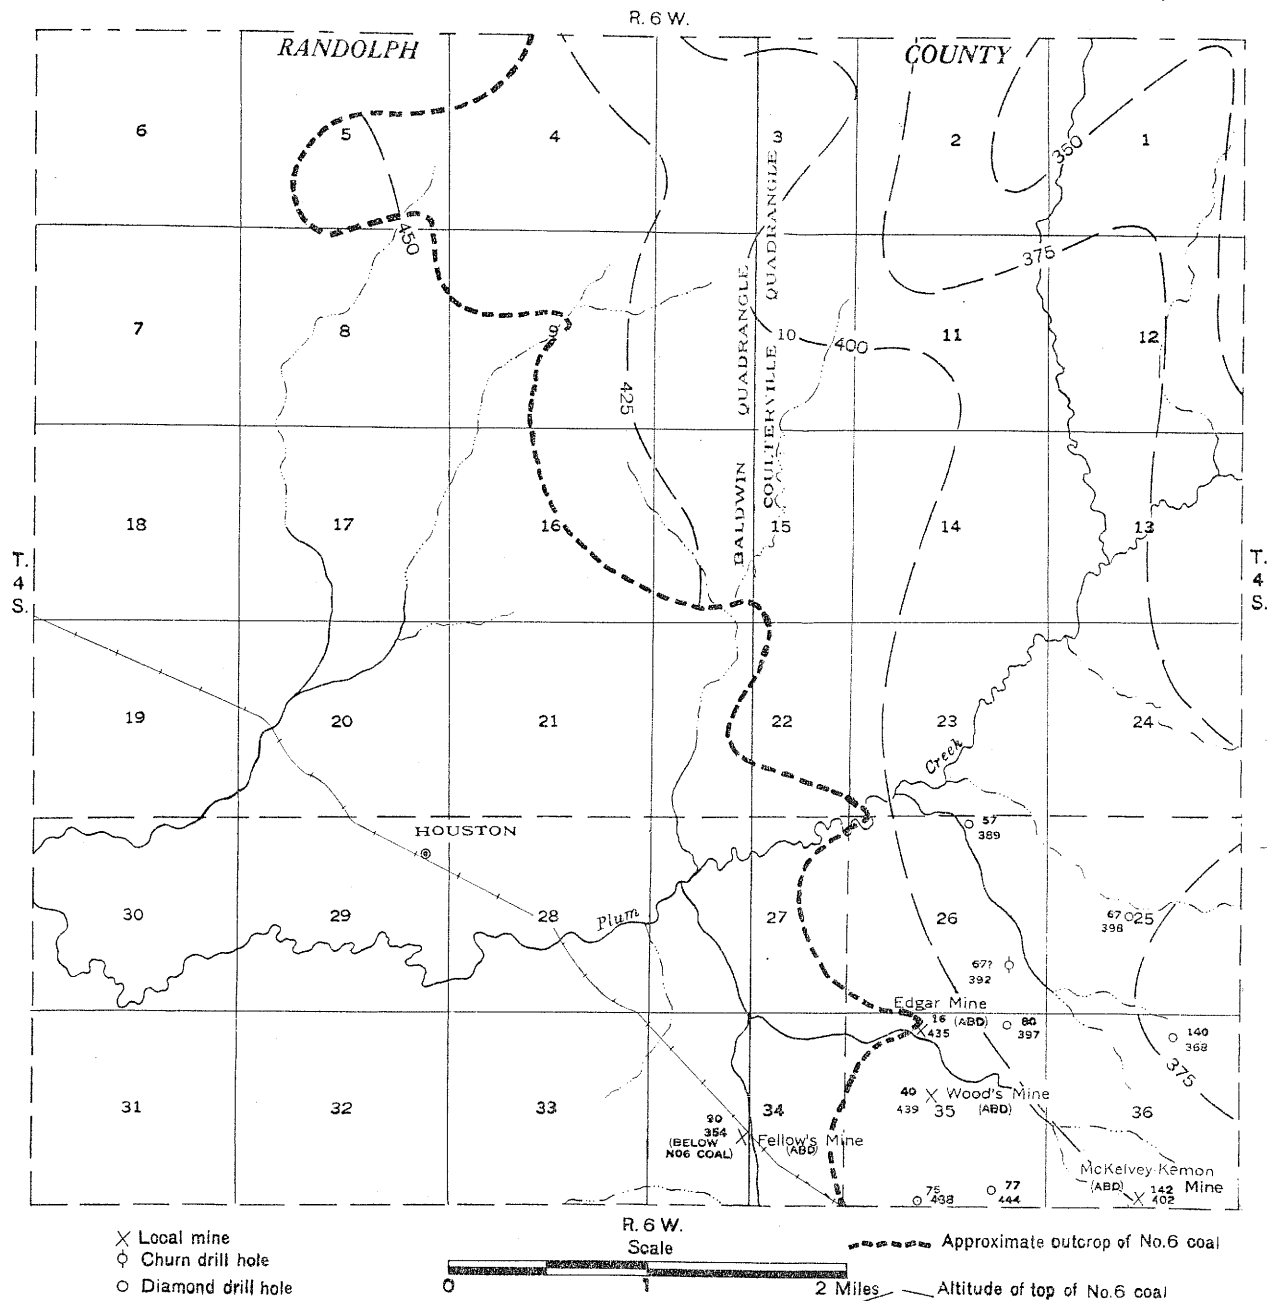 R. 6 W.
RANDOLPH COUNTY
6 5 4 3 2 1
350
450
375
7 8 9 10 11 12
400
425
BALDWIN QUADRANGLE
COULTERVILLE QUADRANGLE
QUADRANGLE
18 17 16 15 14 13
T. 4 S.
T. 4 S.
19 20 21 22 23 24
Creek
HOUSTON
57
389
30 29 28 27 26 25
Plum
67
398
67?
392
Edgar Mine
(ABD)
16
435
80
397
140
368
375
31 32 33 34 35 36
40
439
Wood's Mine
(ABD)
90
354
(BELOW
NO6 COAL)
Fellow's Mine
(ABD)
McKelvey-Kemon
(ABD) Mine
142
402
75
438
77
444
R. 6 W.
Scale
0 1 2 Miles
Local mine
Churn drill hole
Diamond drill hole
Approximate outcrop of No.6 coal
Altitude of top of No.6 coal